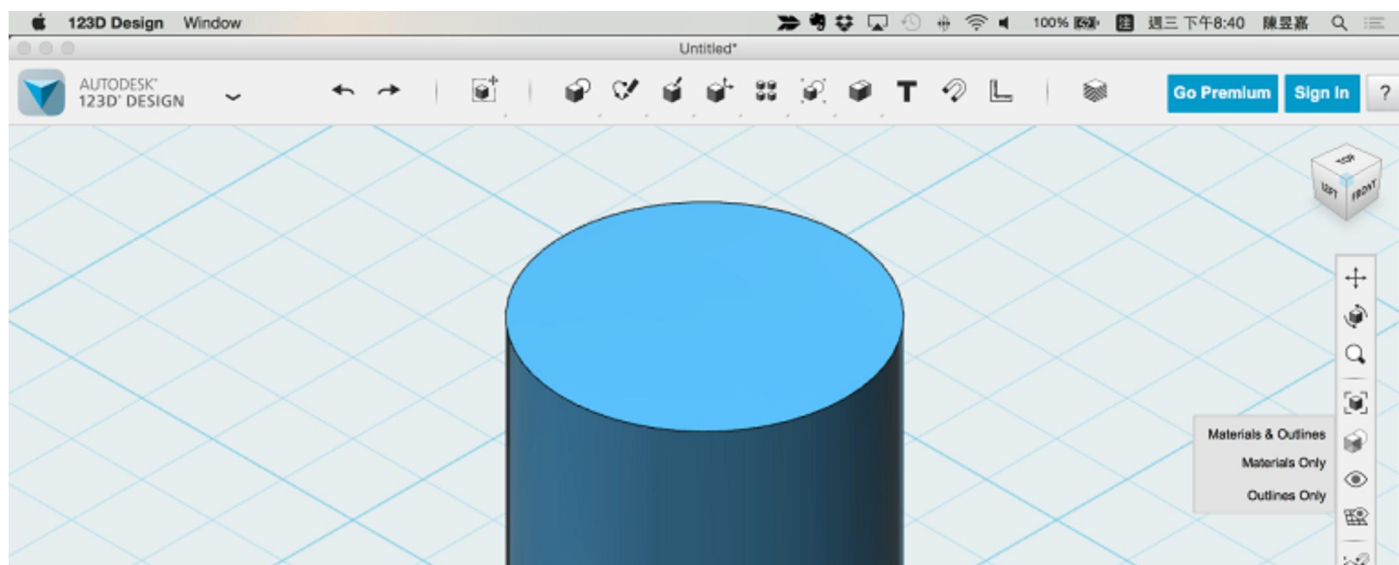 123D Design Window 100% 週三 下午8:40 陳昱嘉
Untitled*
AUTODESK®
123D® DESIGN
T
Go Premium Sign In ?
TOP
LEFT FRONT
Materials & Outlines
Materials Only
Outlines Only